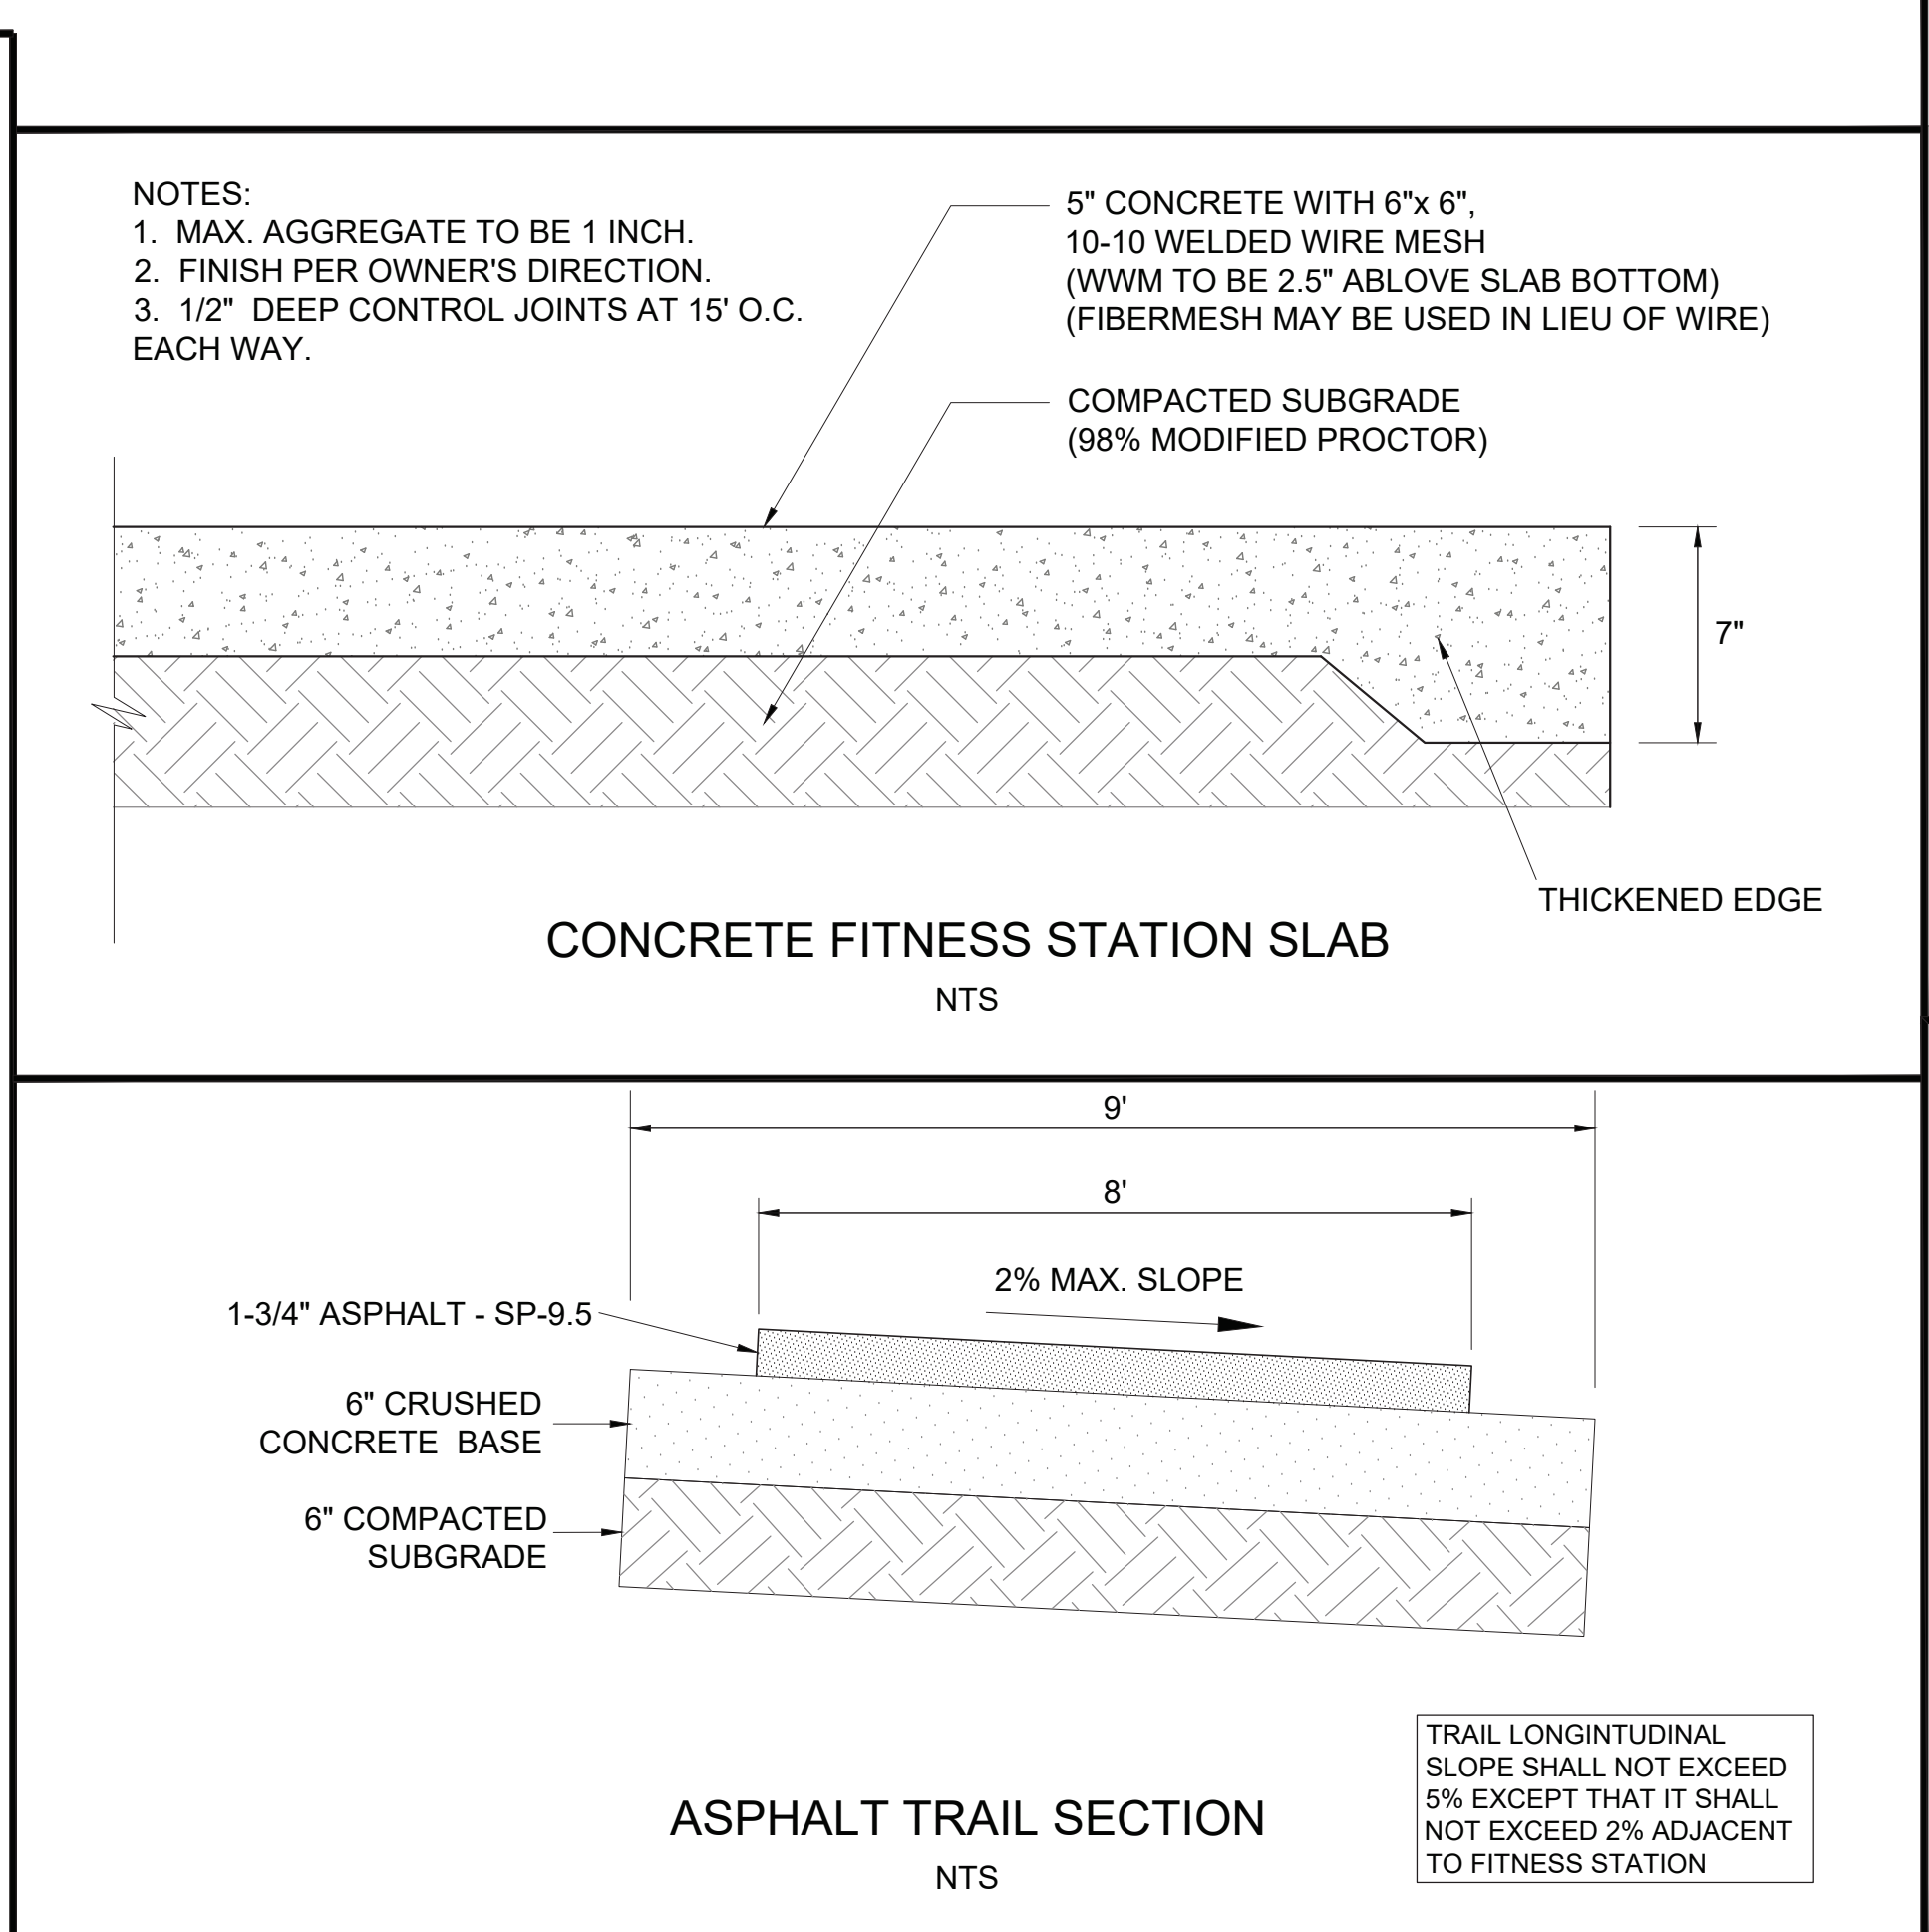 NOTES:
1. MAX. AGGREGATE TO BE 1 INCH.
2. FINISH PER OWNER'S DIRECTION.
3. 1/2" DEEP CONTROL JOINTS AT 15' O.C.
EACH WAY.
5" CONCRETE WITH 6"x 6",
10-10 WELDED WIRE MESH
(WWM TO BE 2.5" ABLOVE SLAB BOTTOM)
(FIBERMESH MAY BE USED IN LIEU OF WIRE)
COMPACTED SUBGRADE
(98% MODIFIED PROCTOR)
7"
THICKENED EDGE
CONCRETE FITNESS STATION SLAB
NTS
9'
8'
2% MAX. SLOPE
1-3/4" ASPHALT - SP-9.5
6" CRUSHED
CONCRETE BASE
6" COMPACTED
SUBGRADE
TRAIL LONGINTUDINAL
SLOPE SHALL NOT EXCEED
5% EXCEPT THAT IT SHALL
NOT EXCEED 2% ADJACENT
TO FITNESS STATION
ASPHALT TRAIL SECTION
NTS